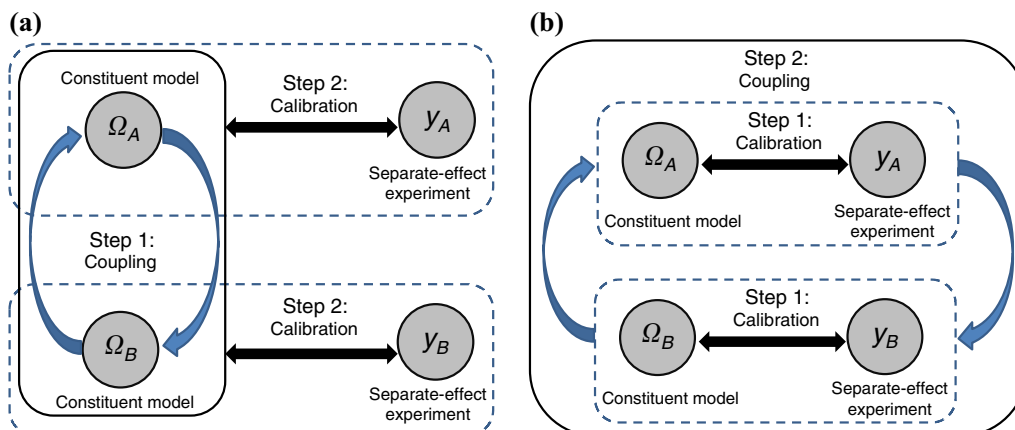 (a)
Constituent model
Ω_A
Step 2:
Calibration
y_A
Separate-effect
experiment
Step 1:
Coupling
Ω_B
Constituent model
Step 2:
Calibration
y_B
Separate-effect
experiment
(b)
Step 2:
Coupling
Ω_A
Constituent model
Step 1:
Calibration
y_A
Separate-effect
experiment
Ω_B
Constituent model
Step 1:
Calibration
y_B
Separate-effect
experiment